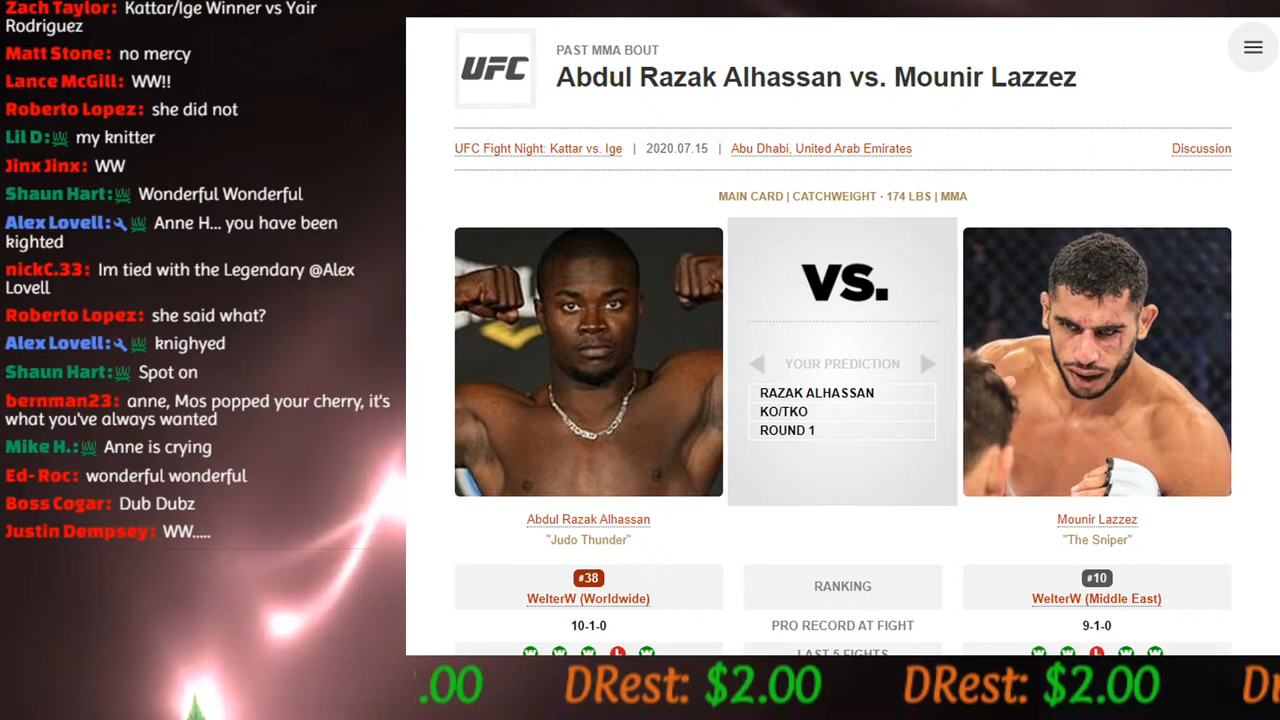 Zach Taylor: Kattar/Ige Winner vs Yair
Rodriguez
Matt Stone: no mercy
Lance McGill: WW!!
Roberto Lopez: she did not
Lil D: my knitter
Jinx Jinx: WW
Shaun Hart: Wonderful Wonderful
Alex Lovell: Anne H... you have been
kighted
nickC.33: Im tied with the Legendary @Alex
Lovell
Roberto Lopez: she said what?
Alex Lovell: knighyed
Shaun Hart: Spot on
bernman23: anne, Mos popped your cherry, it's
what you've always wanted
Mike H.: Anne is crying
Ed- Roc: wonderful wonderful
Boss Cogar: Dub Dubz
Justin Dempsey: WW.....
UFC
PAST MMA BOUT
Abdul Razak Alhassan vs. Mounir Lazzez
UFC Fight Night: Kattar vs. Ige | 2020.07.15 | Abu Dhabi, United Arab Emirates
Discussion
MAIN CARD | CATCHWEIGHT · 174 LBS | MMA
VS.
YOUR PREDICTION
RAZAK ALHASSAN
KO/TKO
ROUND 1
Abdul Razak Alhassan
"Judo Thunder"
Mounir Lazzez
"The Sniper"
#38
WelterW (Worldwide)
RANKING
#10
WelterW (Middle East)
10-1-0
PRO RECORD AT FIGHT
9-1-0
W W W L W
LAST 5 FIGHTS
W W L W W
.00 DRest: $2.00 DRest: $2.00